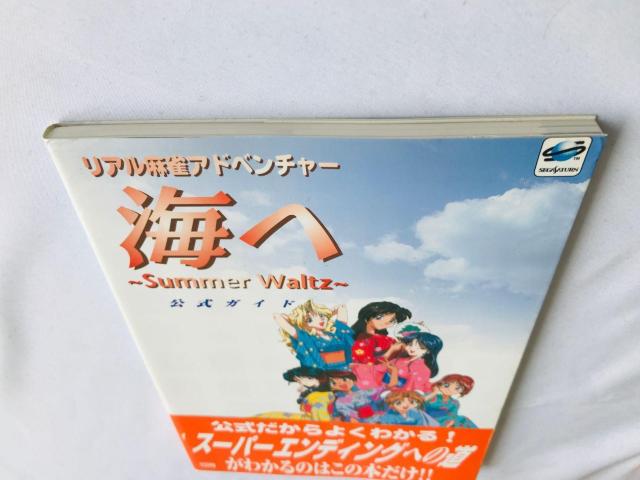 リアル麻雀アドベンチャー
SEGA SATURN
TM
海へ
~Summer Waltz~
公式ガイド
公式だからよくわかる!
スーパーエンディングへの道
がわかるのはこの本だけ!!